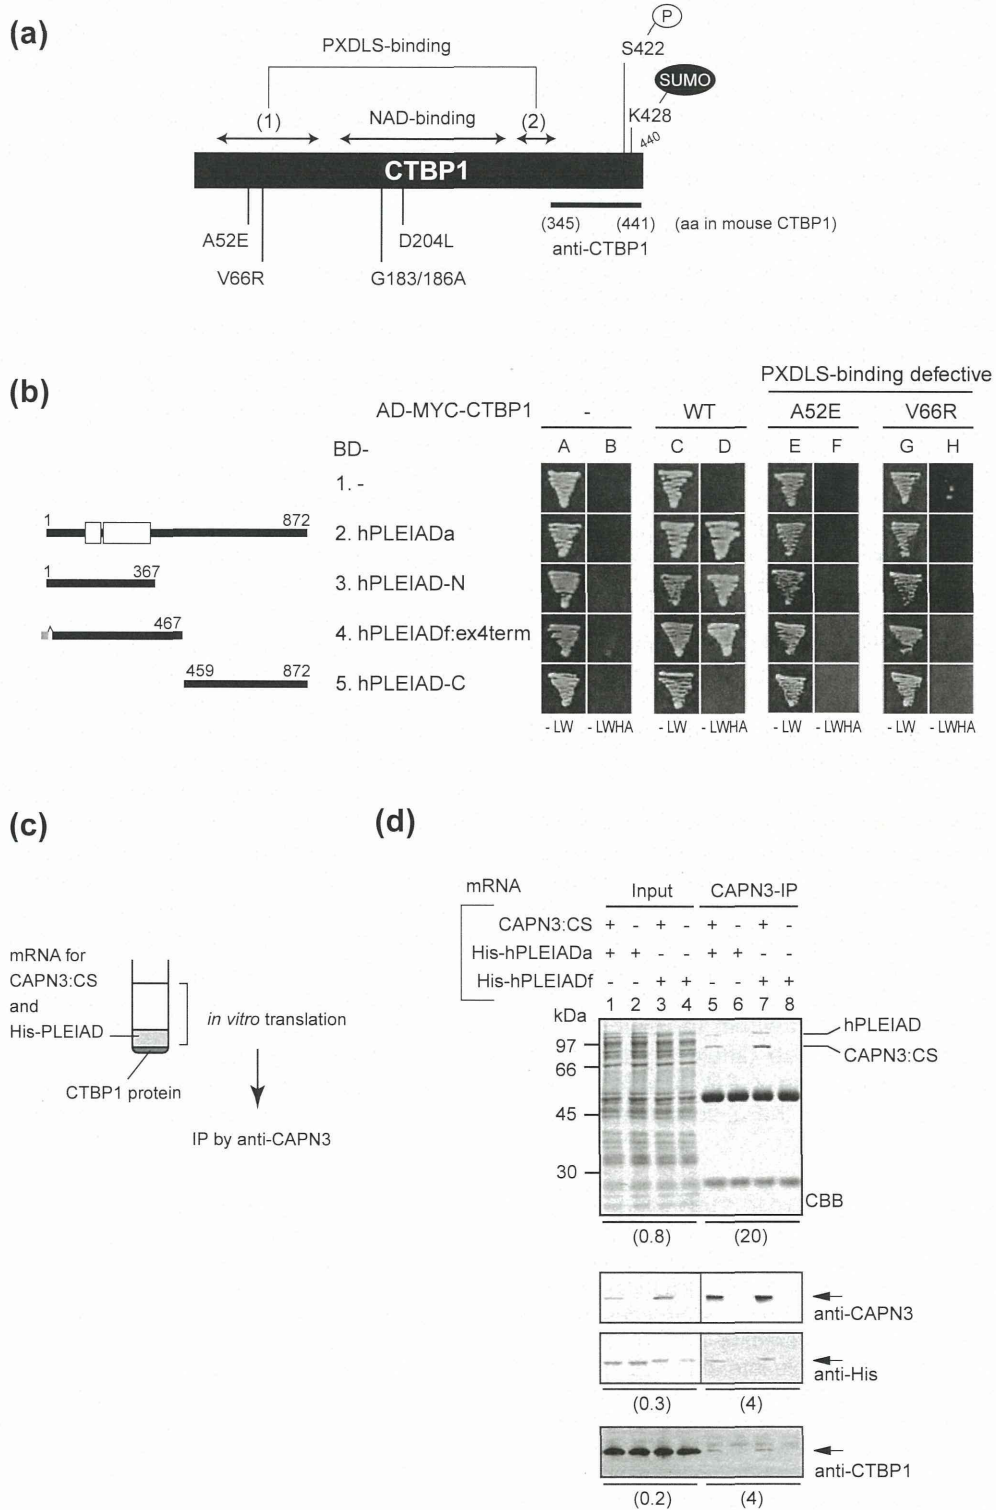 (a)
P
S422
PXDLS-binding
SUMO
K428
(1) NAD-binding (2)
440
CTBP1
A52E D204L (345) (441) (aa in mouse CTBP1)
anti-CTBP1
V66R G183/186A
(b)
PXDLS-binding defective
AD-MYC-CTBP1 - WT A52E V66R
BD- A B C D E F G H
1. -
1 872 2. hPLEIADa
1 367 3. hPLEIAD-N
467 4. hPLEIADf:ex4term
459 872 5. hPLEIAD-C
- LW - LWHA - LW - LWHA - LW - LWHA - LW - LWHA
(c)
mRNA for
CAPN3:CS
and
His-PLEIAD
in vitro translation
CTBP1 protein
IP by anti-CAPN3
(d)
mRNA Input CAPN3-IP
CAPN3:CS + - + - + - + -
His-hPLEIADa + + - - + + - -
His-hPLEIADf - - + + - - + +
1 2 3 4 5 6 7 8
kDa
hPLEIAD
97
CAPN3:CS
66
45
30
CBB
(0.8) (20)
anti-CAPN3
anti-His
(0.3) (4)
anti-CTBP1
(0.2) (4)